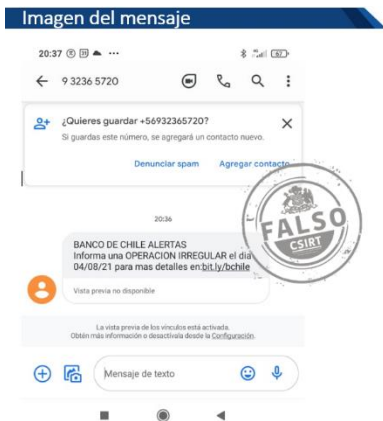 Imagen del mensaje
20:37
67
9 3236 5720
¿Quieres guardar +56932365720?
Si guardas este número, se agregará un contacto nuevo.
Denunciar spam Agregar contacto
FALSO
CSIRT
20:36
BANCO DE CHILE ALERTAS
Informa una OPERACION IRREGULAR el dia
04/08/21 para mas detalles en:bit.ly/bchile
Vista previa no disponible
La vista previa de los vínculos está activada.
Obtén más información o desactívala desde la Configuración.
Mensaje de texto